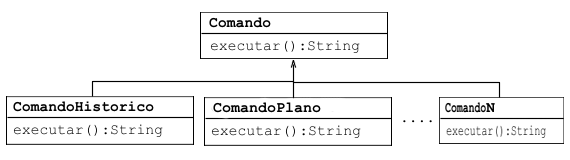 Comando
executar():String
ComandoHistorico
executar():String
ComandoPlano
executar():String
....
ComandoN
executar():String